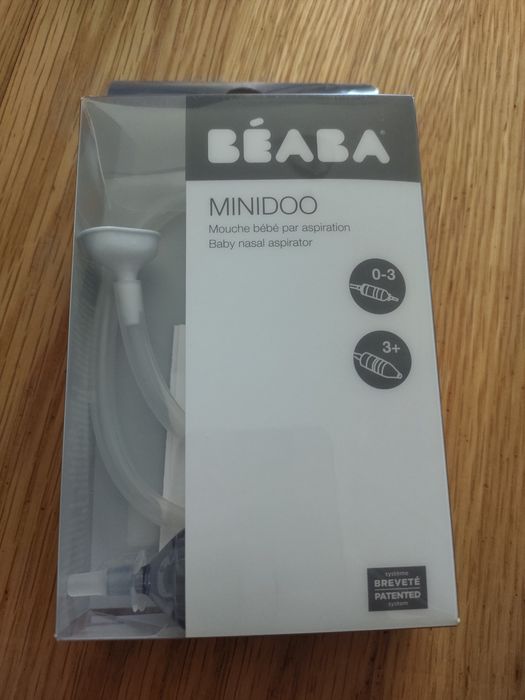 BÉABA
MINIDOO
Mouche bébé par aspiration
Baby nasal aspirator
0-3
3+
système
BREVETÉ
PATENTED
system